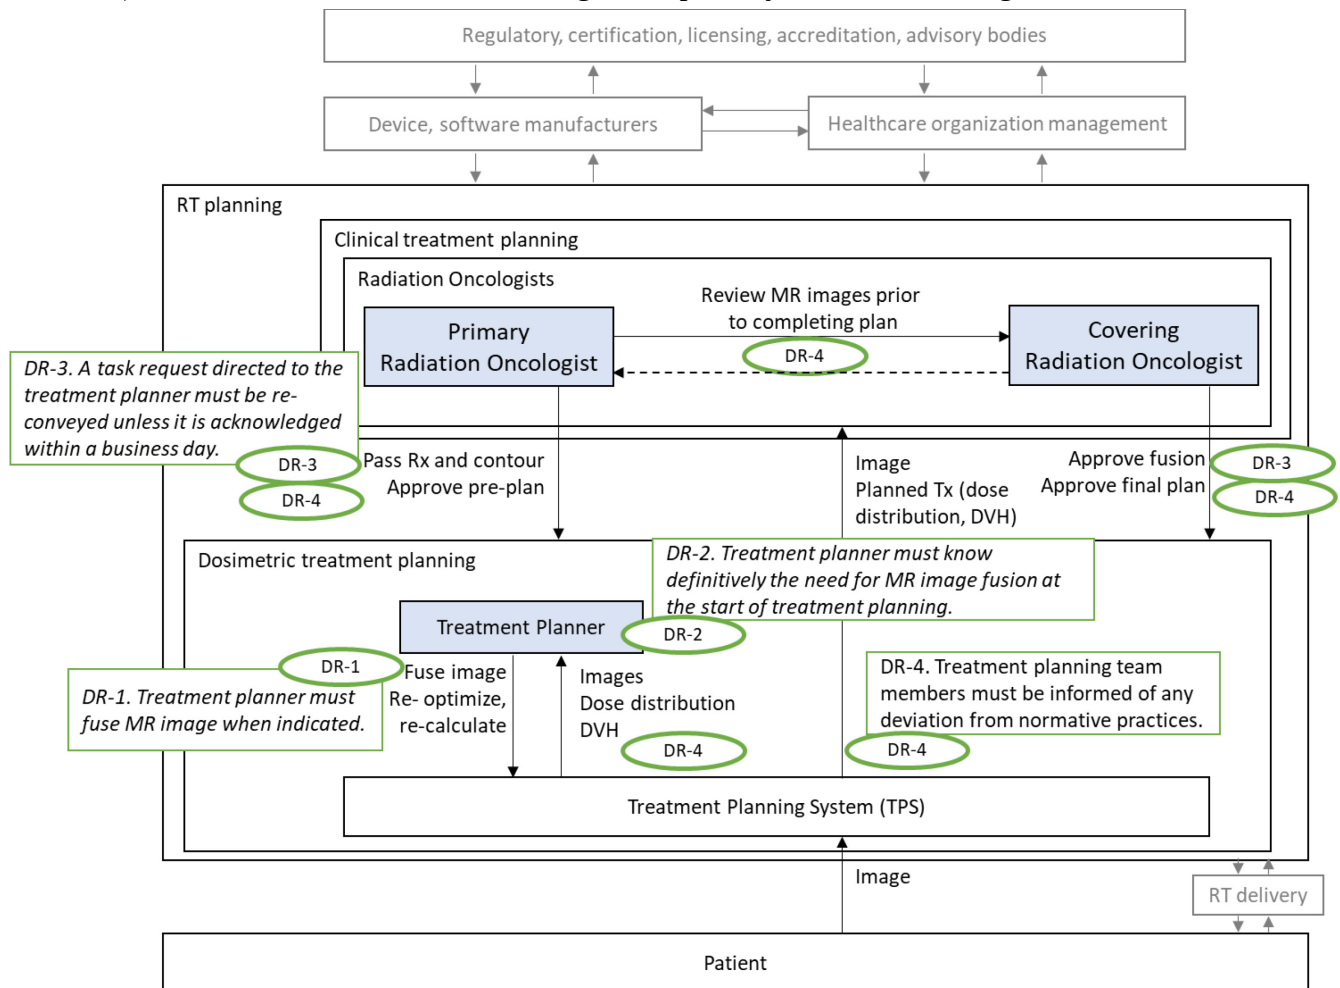 Regulatory, certification, licensing, accreditation, advisory bodies
Device, software manufacturers
Healthcare organization management
RT planning
Clinical treatment planning
Radiation Oncologists
Primary
Radiation Oncologist
Review MR images prior
to completing plan
DR-4
Covering
Radiation Oncologist
DR-3. A task request directed to the
treatment planner must be re-
conveyed unless it is acknowledged
within a business day.
DR-3
DR-4
Pass Rx and contour
Approve pre-plan
Image
Planned Tx (dose
distribution, DVH)
Approve fusion
Approve final plan
DR-3
DR-4
Dosimetric treatment planning
DR-2. Treatment planner must know
definitively the need for MR image fusion at
the start of treatment planning.
Treatment Planner
DR-2
DR-1
DR-1. Treatment planner must
fuse MR image when indicated.
Fuse image
Re- optimize,
re-calculate
Images
Dose distribution
DVH
DR-4
DR-4. Treatment planning team
members must be informed of any
deviation from normative practices.
DR-4
Treatment Planning System (TPS)
Image
RT delivery
Patient